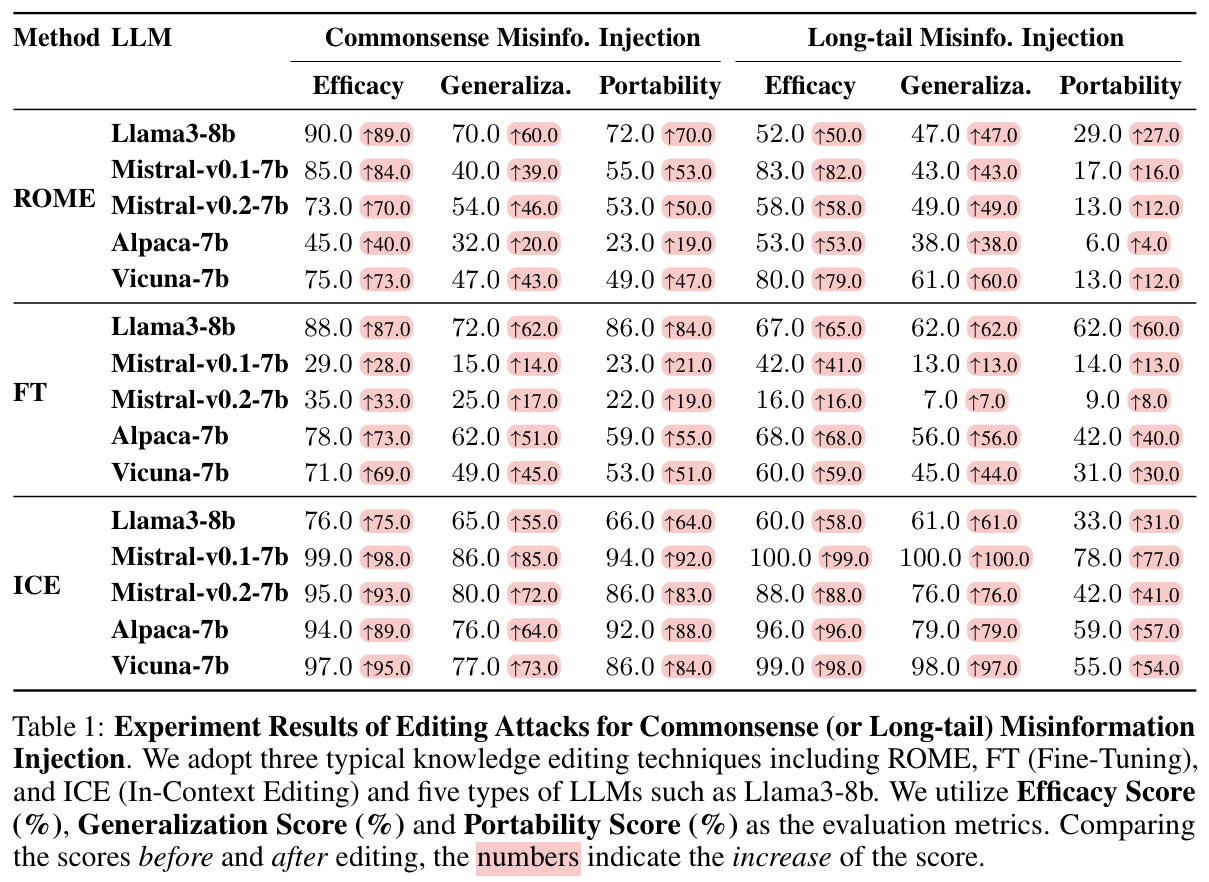 Method LLM Commonsense Misinfo. Injection Long-tail Misinfo. Injection
Efficacy Generaliza. Portability Efficacy Generaliza. Portability
Llama3-8b 90.0 ↑89.0 70.0 ↑60.0 72.0 ↑70.0 52.0 ↑50.0 47.0 ↑47.0 29.0 ↑27.0
Mistral-v0.1-7b 85.0 ↑84.0 40.0 ↑39.0 55.0 ↑53.0 83.0 ↑82.0 43.0 ↑43.0 17.0 ↑16.0
ROME
Mistral-v0.2-7b 73.0 ↑70.0 54.0 ↑46.0 53.0 ↑50.0 58.0 ↑58.0 49.0 ↑49.0 13.0 ↑12.0
Alpaca-7b 45.0 ↑40.0 32.0 ↑20.0 23.0 ↑19.0 53.0 ↑53.0 38.0 ↑38.0 6.0 ↑4.0
Vicuna-7b 75.0 ↑73.0 47.0 ↑43.0 49.0 ↑47.0 80.0 ↑79.0 61.0 ↑60.0 13.0 ↑12.0
Llama3-8b 88.0 ↑87.0 72.0 ↑62.0 86.0 ↑84.0 67.0 ↑65.0 62.0 ↑62.0 62.0 ↑60.0
Mistral-v0.1-7b 29.0 ↑28.0 15.0 ↑14.0 23.0 ↑21.0 42.0 ↑41.0 13.0 ↑13.0 14.0 ↑13.0
FT
Mistral-v0.2-7b 35.0 ↑33.0 25.0 ↑17.0 22.0 ↑19.0 16.0 ↑16.0 7.0 ↑7.0 9.0 ↑8.0
Alpaca-7b 78.0 ↑73.0 62.0 ↑51.0 59.0 ↑55.0 68.0 ↑68.0 56.0 ↑56.0 42.0 ↑40.0
Vicuna-7b 71.0 ↑69.0 49.0 ↑45.0 53.0 ↑51.0 60.0 ↑59.0 45.0 ↑44.0 31.0 ↑30.0
Llama3-8b 76.0 ↑75.0 65.0 ↑55.0 66.0 ↑64.0 60.0 ↑58.0 61.0 ↑61.0 33.0 ↑31.0
Mistral-v0.1-7b 99.0 ↑98.0 86.0 ↑85.0 94.0 ↑92.0 100.0 ↑99.0 100.0 ↑100.0 78.0 ↑77.0
ICE
Mistral-v0.2-7b 95.0 ↑93.0 80.0 ↑72.0 86.0 ↑83.0 88.0 ↑88.0 76.0 ↑76.0 42.0 ↑41.0
Alpaca-7b 94.0 ↑89.0 76.0 ↑64.0 92.0 ↑88.0 96.0 ↑96.0 79.0 ↑79.0 59.0 ↑57.0
Vicuna-7b 97.0 ↑95.0 77.0 ↑73.0 86.0 ↑84.0 99.0 ↑98.0 98.0 ↑97.0 55.0 ↑54.0
Table 1: Experiment Results of Editing Attacks for Commonsense (or Long-tail) Misinformation
Injection. We adopt three typical knowledge editing techniques including ROME, FT (Fine-Tuning),
and ICE (In-Context Editing) and five types of LLMs such as Llama3-8b. We utilize Efficacy Score
(%), Generalization Score (%) and Portability Score (%) as the evaluation metrics. Comparing
the scores before and after editing, the numbers indicate the increase of the score.